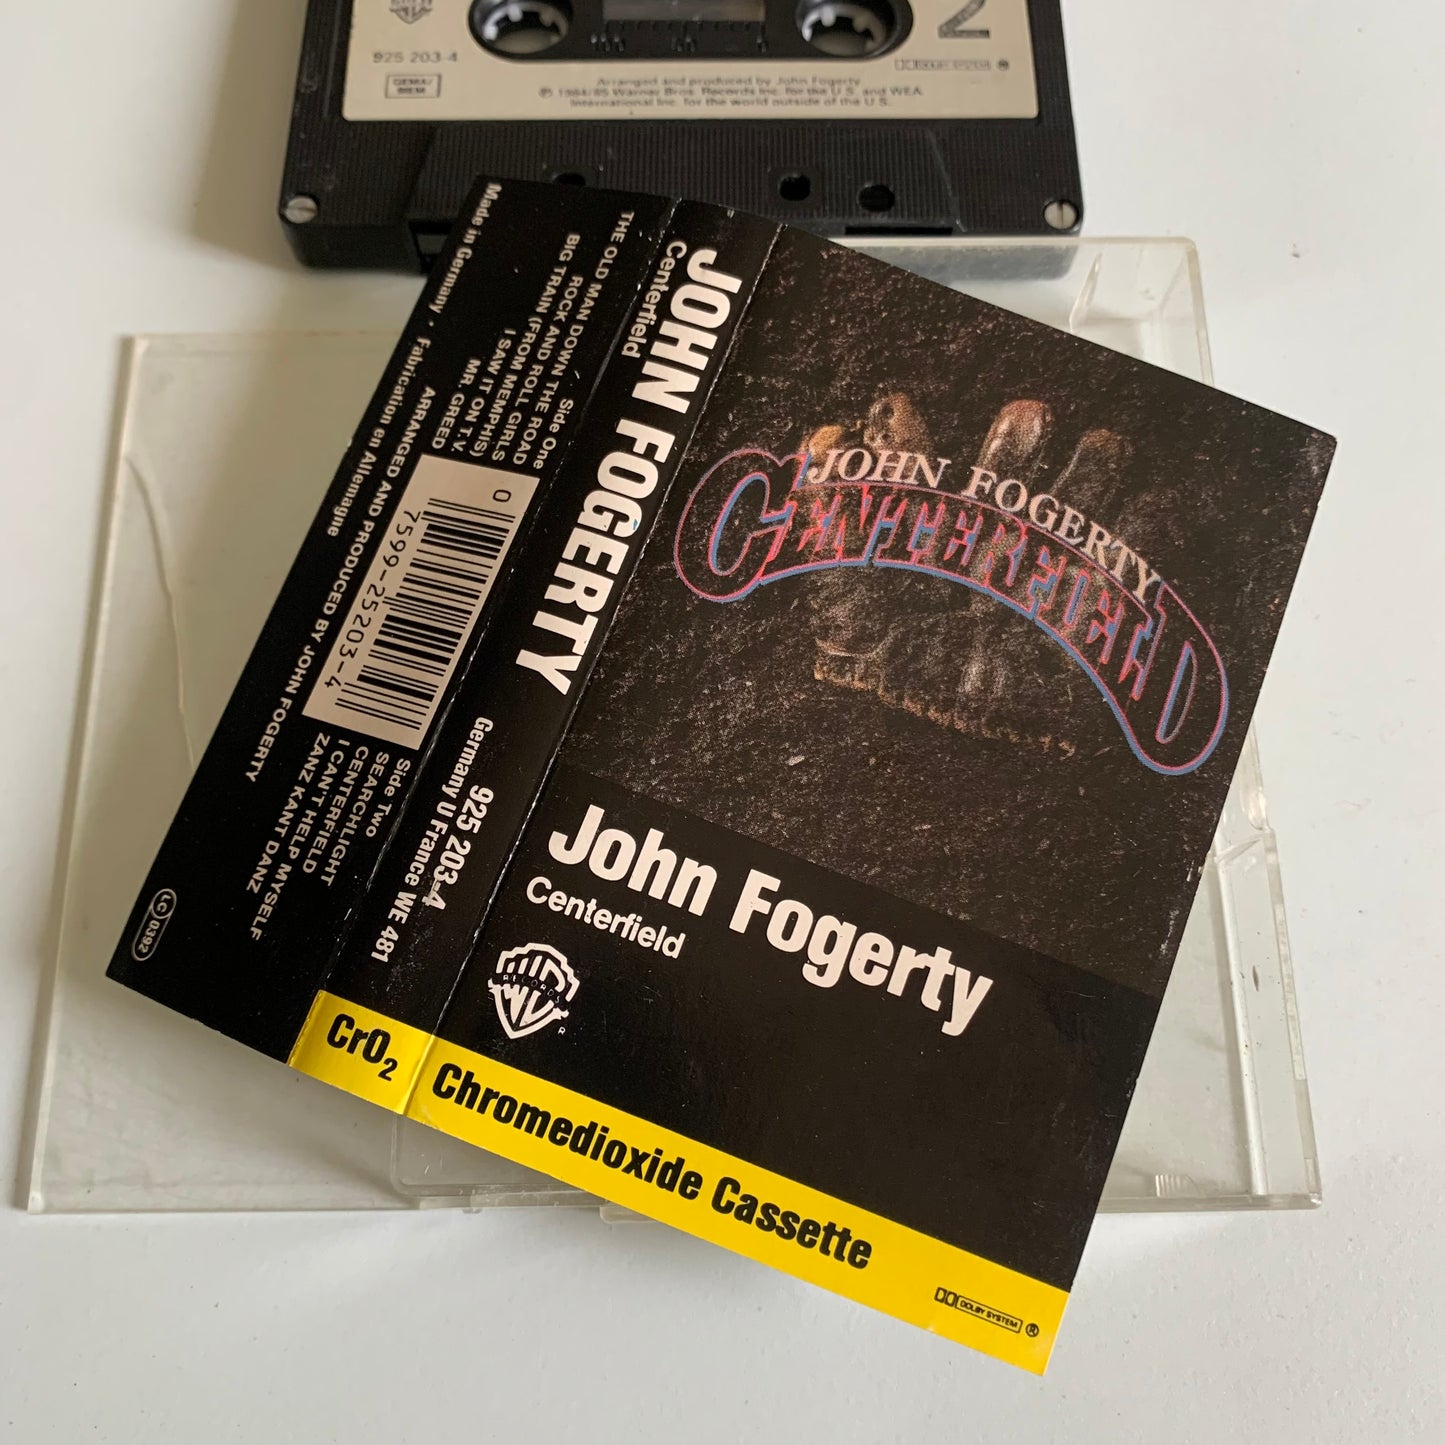 925 203-4
2
GEMA/
BIEM
DOLBY SYSTEM ®
Arranged and produced by John Fogerty
℗ 1984/85 Warner Bros. Records Inc. for the U.S. and WEA
International Inc. for the world outside of the U.S.
Made in Germany · Fabrication en Allemagne
ARRANGED AND PRODUCED BY JOHN FOGERTY
Side One
THE OLD MAN DOWN THE ROAD
ROCK AND ROLL GIRLS
BIG TRAIN (FROM MEMPHIS)
I SAW IT ON T.V.
MR. GREED
0 7599-25203-4
Side Two
SEARCHLIGHT
CENTERFIELD
I CAN'T HELP MYSELF
ZANZ KANT DANZ
LC 0392
JOHN FOGERTY
Centerfield
925 203-4
Germany U France WE 481
CrO2
JOHN FOGERTY
CENTERFIELD
John Fogerty
Centerfield
RECORDS
R
Chromedioxide Cassette
DOLBY SYSTEM ®